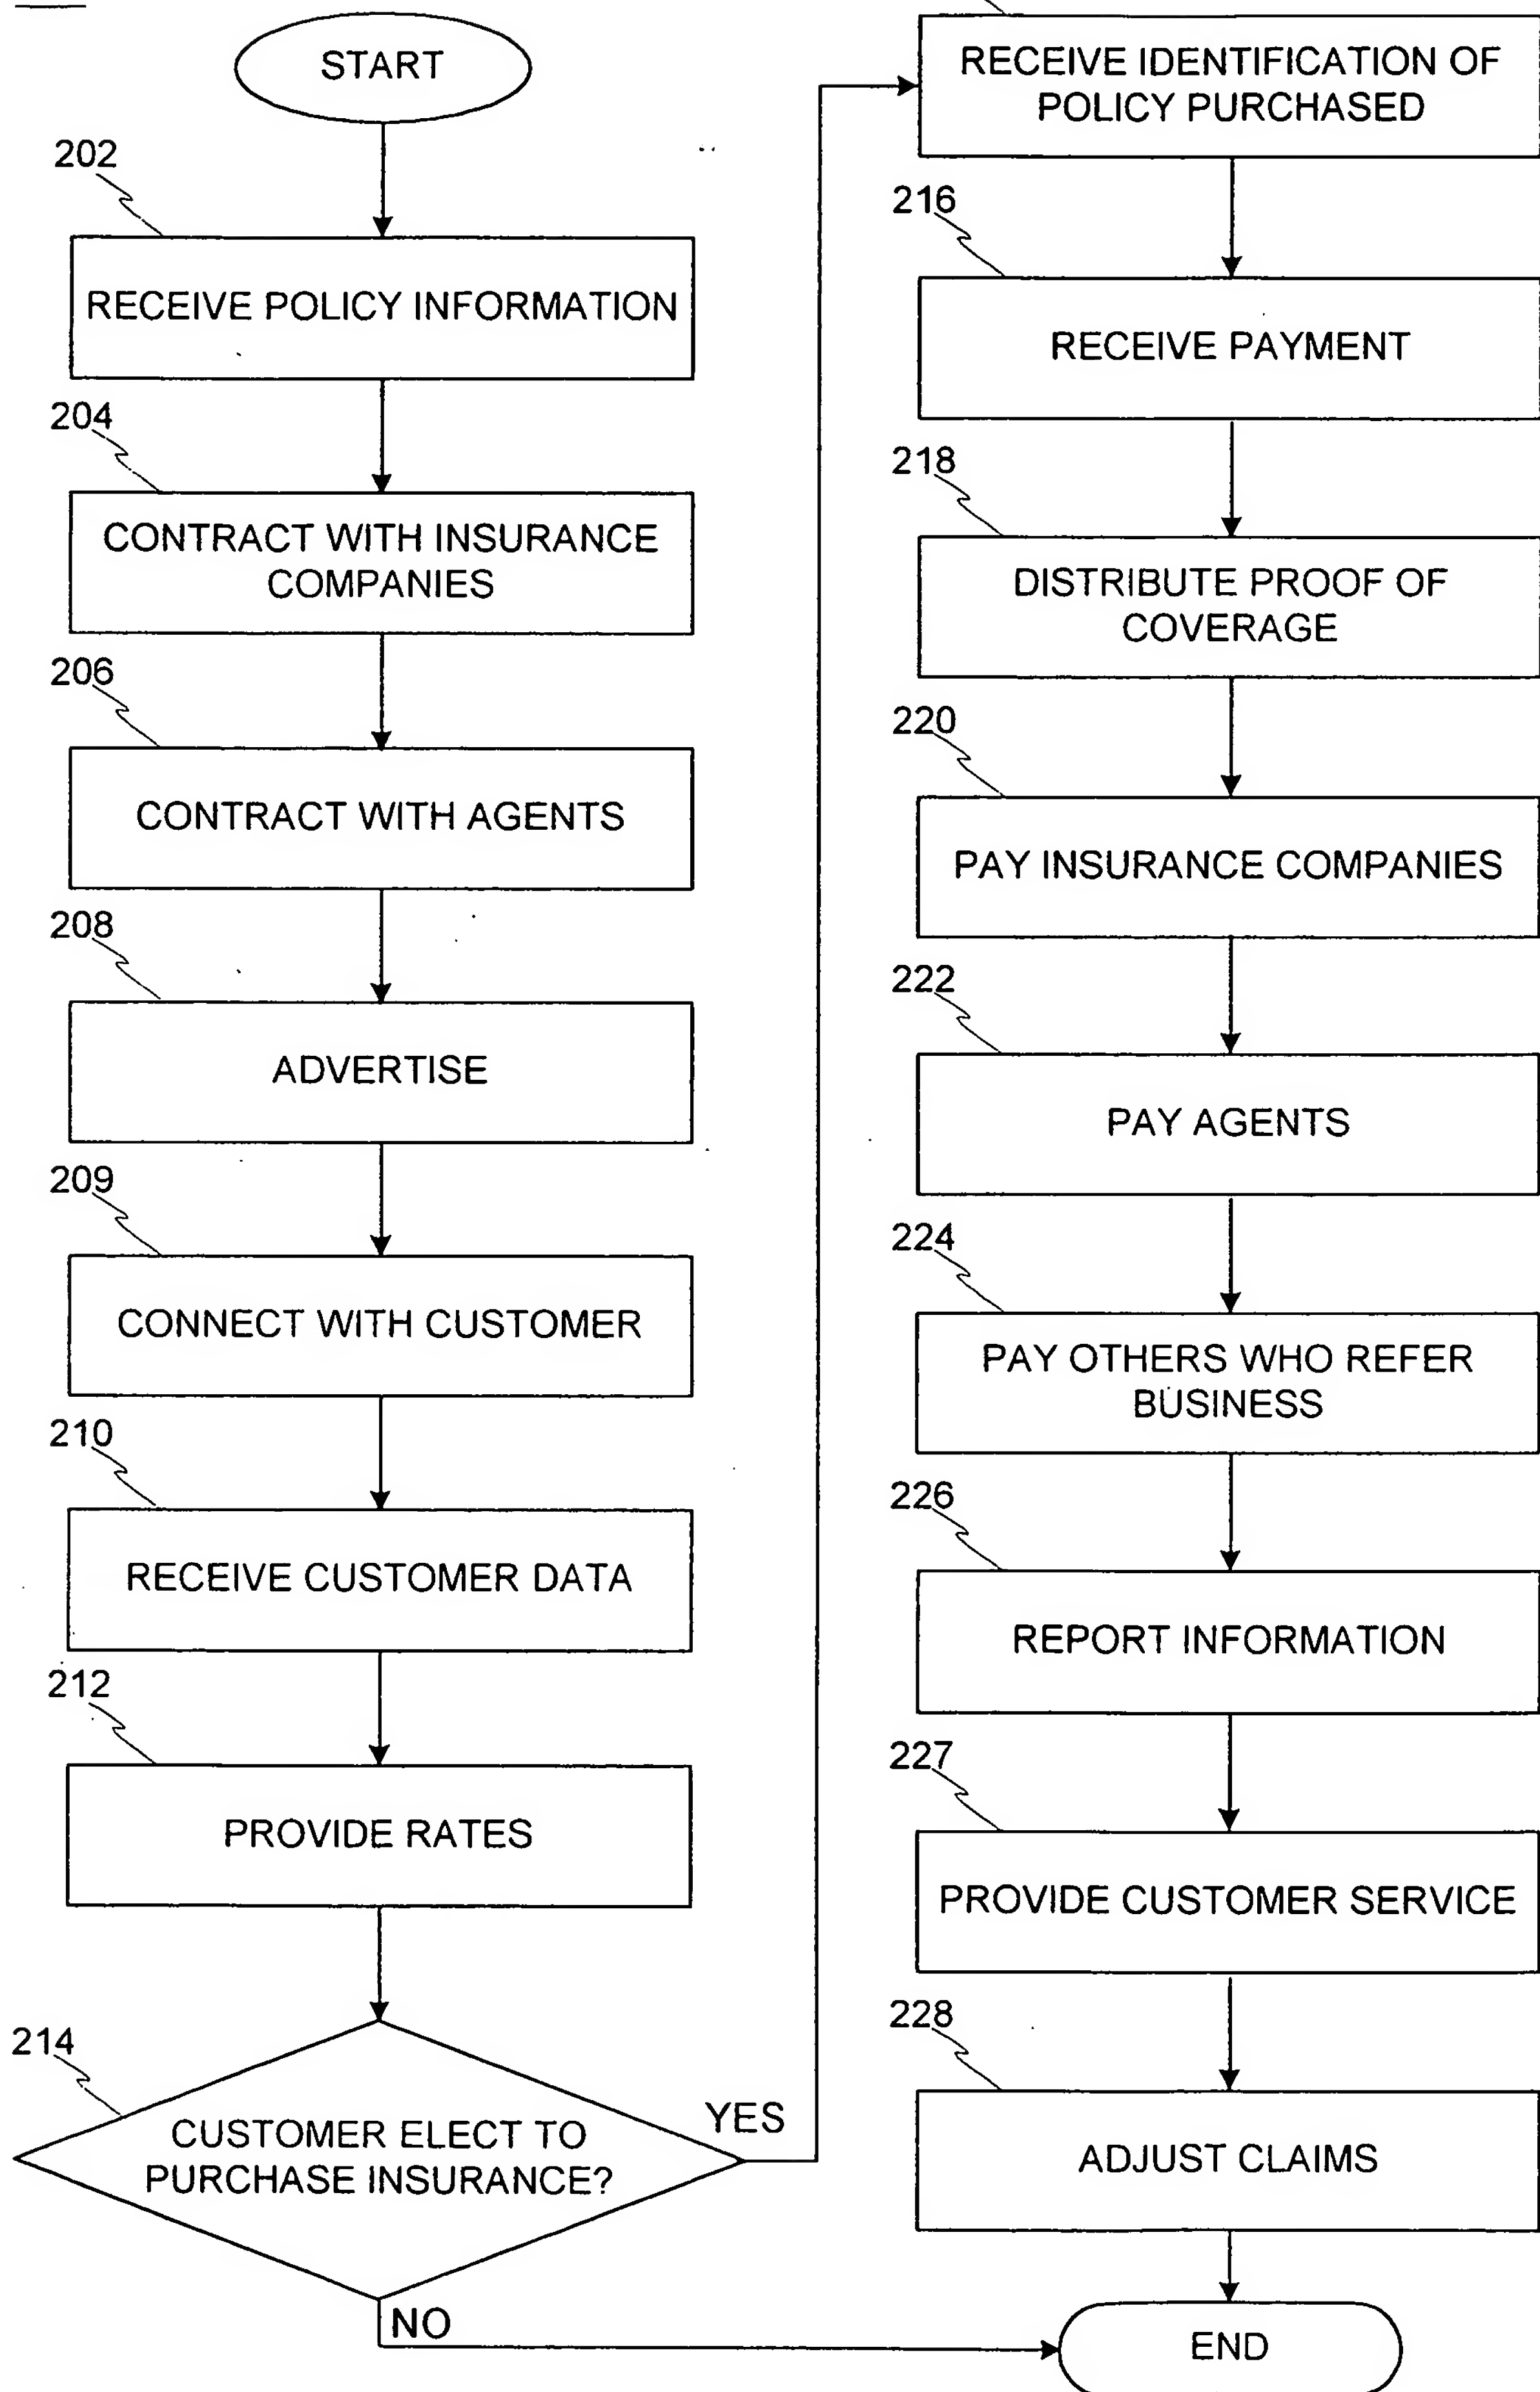 START
202
RECEIVE POLICY INFORMATION
204
CONTRACT WITH INSURANCE
COMPANIES
206
CONTRACT WITH AGENTS
208
ADVERTISE
209
CONNECT WITH CUSTOMER
210
RECEIVE CUSTOMER DATA
212
PROVIDE RATES
214
CUSTOMER ELECT TO
PURCHASE INSURANCE?
YES
NO
RECEIVE IDENTIFICATION OF
POLICY PURCHASED
216
RECEIVE PAYMENT
218
DISTRIBUTE PROOF OF
COVERAGE
220
PAY INSURANCE COMPANIES
222
PAY AGENTS
224
PAY OTHERS WHO REFER
BUSINESS
226
REPORT INFORMATION
227
PROVIDE CUSTOMER SERVICE
228
ADJUST CLAIMS
END